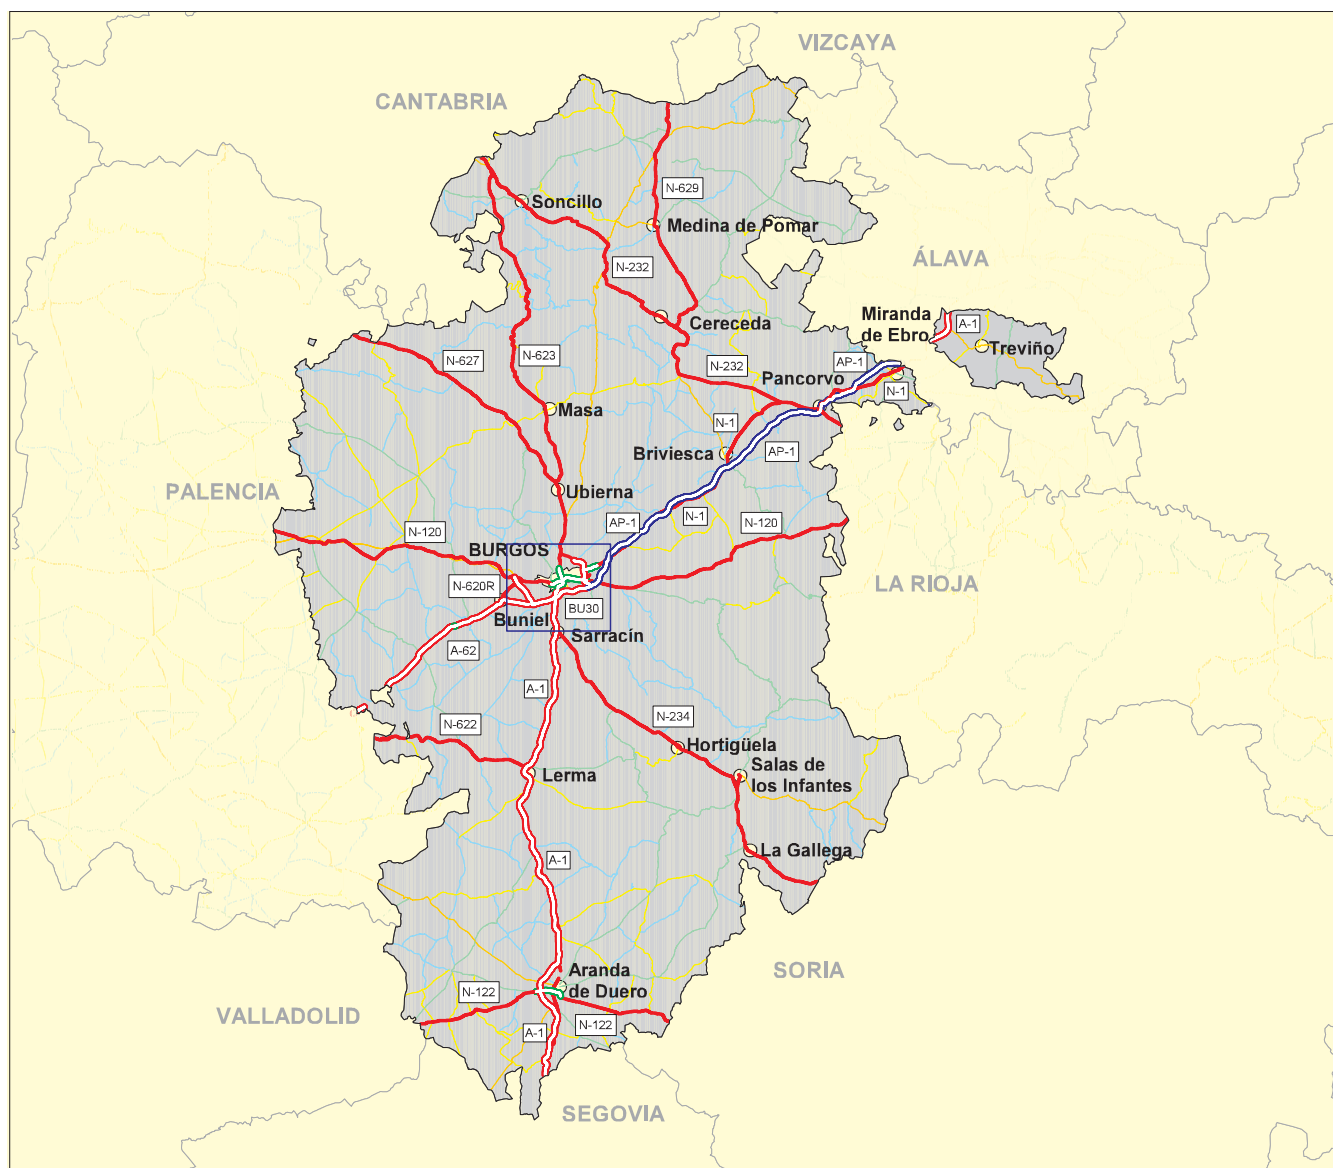 VIZCAYA
CANTABRIA
N-629
Soncillo
Medina de Pomar
ÁLAVA
N-232
Miranda
de Ebro
A-1
Cereceda
Treviño
N-627
N-623
N-232
AP-1
Pancorvo
N-1
Masa
N-1
Briviesca
AP-1
PALENCIA
Ubierna
N-1
AP-1
N-120
N-120
BURGOS
N-620R
LA RIOJA
BU30
Buniel
Sarracín
A-62
A-1
N-622
N-234
Hortigüela
Lerma
Salas de
los Infantes
La Gallega
A-1
Aranda
de Duero
SORIA
N-122
VALLADOLID
N-122
A-1
SEGOVIA